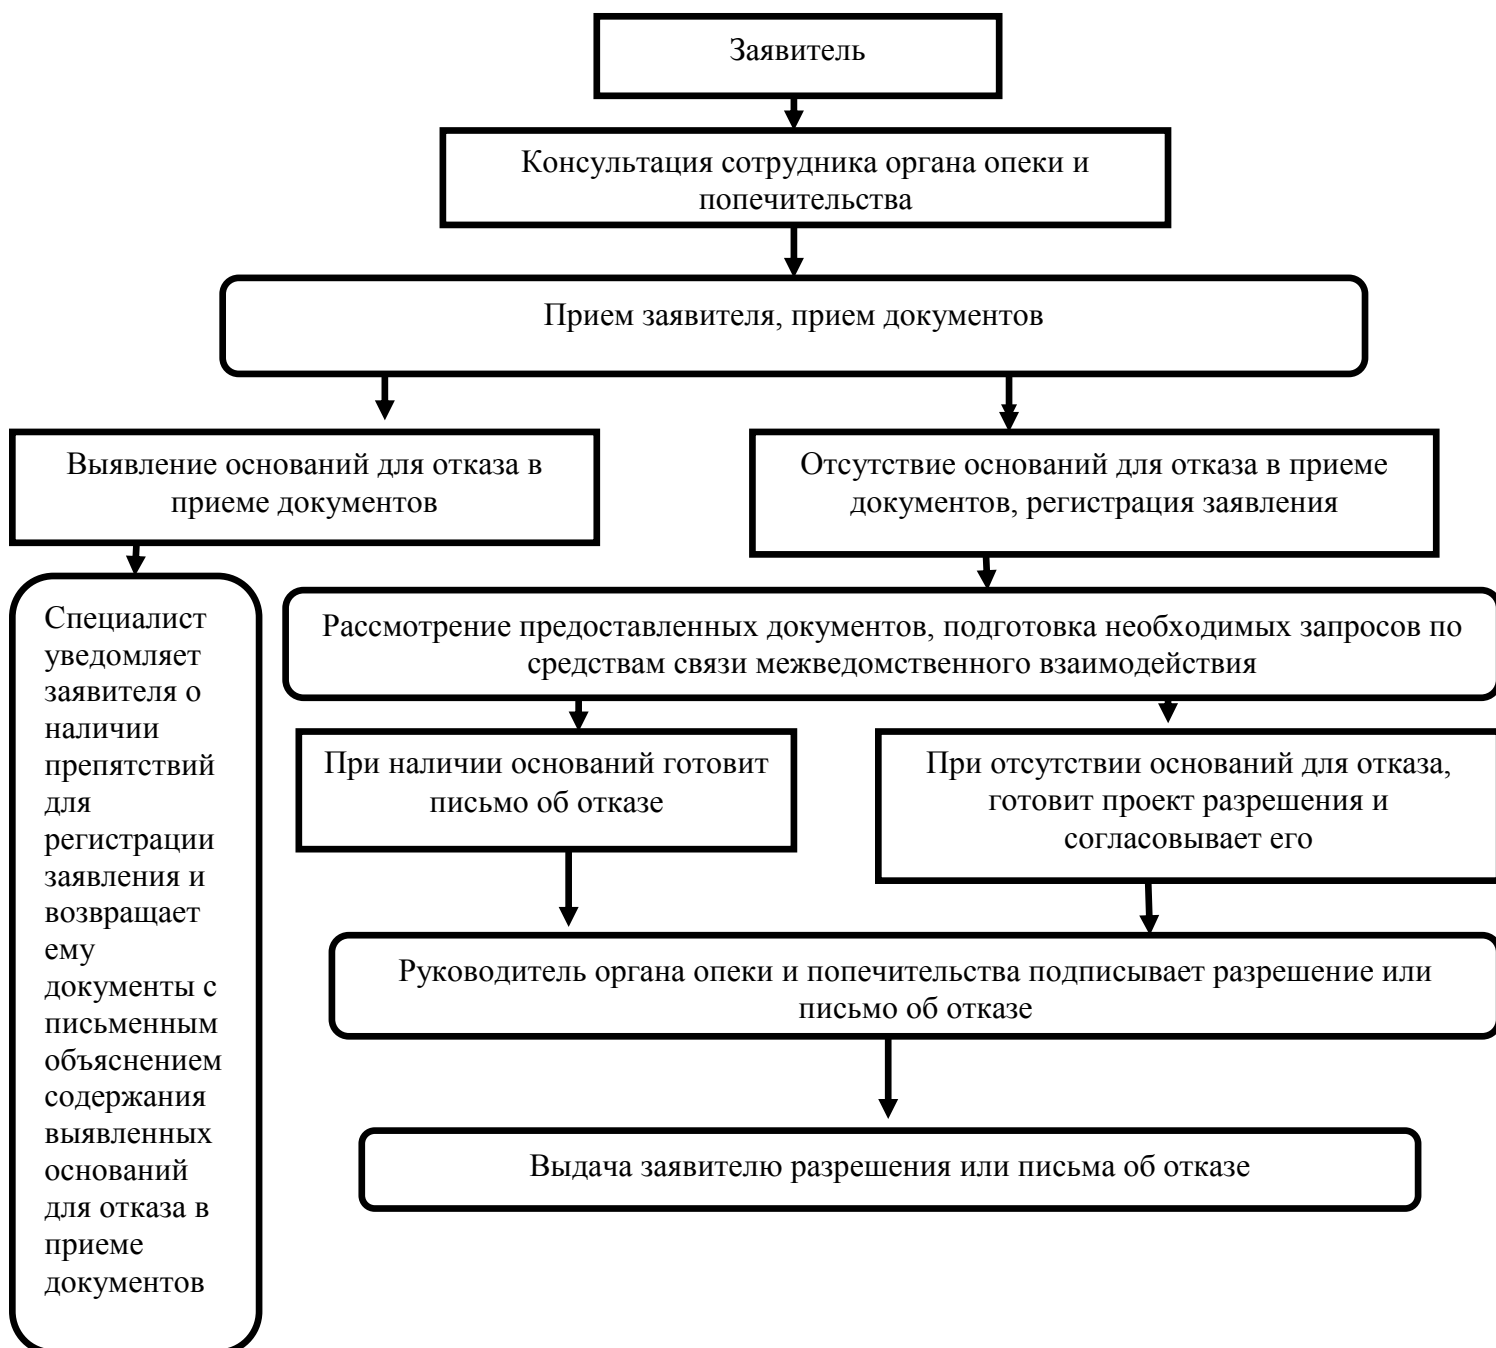 Заявитель
Консультация сотрудника органа опеки и
попечительства
Прием заявителя, прием документов
Выявление оснований для отказа в
приеме документов
Отсутствие оснований для отказа в приеме
документов, регистрация заявления
Специалист
уведомляет
заявителя о
наличии
препятствий
для
регистрации
заявления и
возвращает
ему
документы с
письменным
объяснением
содержания
выявленных
оснований
для отказа в
приеме
документов
Рассмотрение предоставленных документов, подготовка необходимых запросов по
средствам связи межведомственного взаимодействия
При наличии оснований готовит
письмо об отказе
При отсутствии оснований для отказа,
готовит проект разрешения и
согласовывает его
Руководитель органа опеки и попечительства подписывает разрешение или
письмо об отказе
Выдача заявителю разрешения или письма об отказе